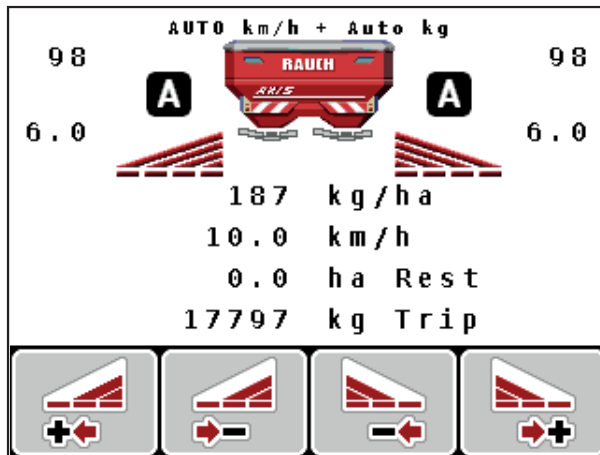 AUTO km/h + Auto kg
98 98
RAUCH
AXIS
A A
6.0 6.0
187 kg/ha
10.0 km/h
0.0 ha Rest
17797 kg Trip